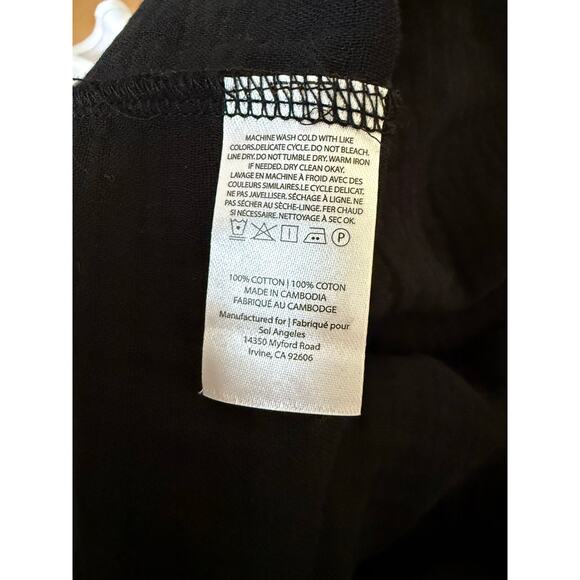 MACHINE WASH COLD WITH LIKE
COLORS.DELICATE CYCLE. DO NOT BLEACH.
LINE DRY. DO NOT TUMBLE DRY. WARM IRON
IF NEEDED. DRY CLEAN OKAY.
LAVAGE EN MACHINE À FROID AVEC DES
COULEURS SIMILAIRES. LE CYCLE DELICAT.
NE PAS JAVELLISER. SÉCHAGE À LIGNE. NE
PAS SÉCHER AU SÈCHE-LINGE. FER CHAUD
SI NÉCESSAIRE. NETTOYAGE À SEC OK.
P
100% COTTON | 100% COTON
MADE IN CAMBODIA
FABRIQUÉ AU CAMBODGE
Manufactured for | Fabriqué pour
Sol Angeles
14350 Myford Road
Irvine, CA 92606